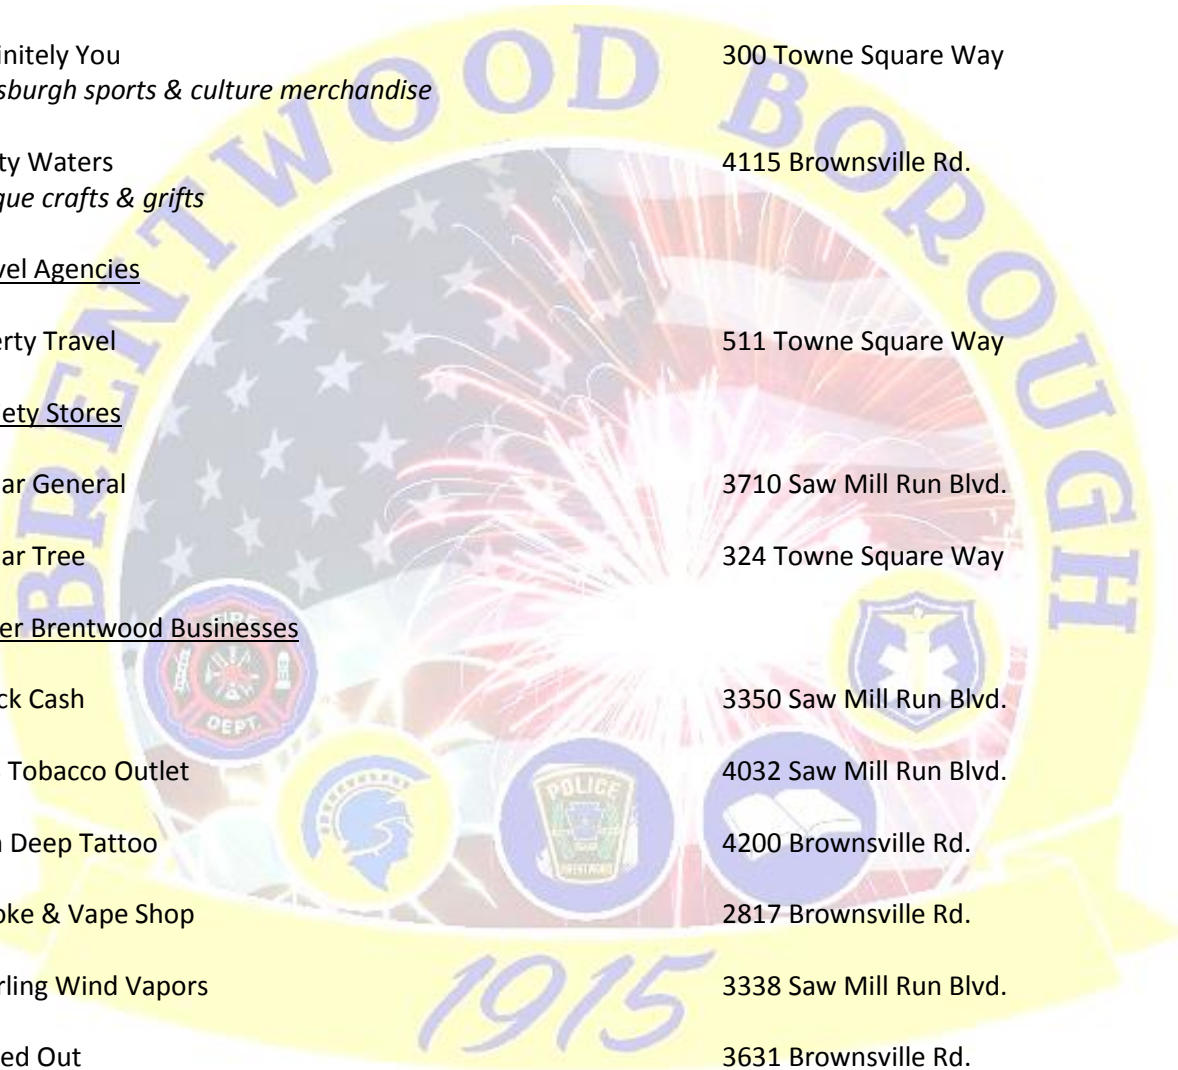 initely You 300 Towne Square Way
sburgh sports & culture merchandise
ty Waters 4115 Brownsville Rd.
que crafts & grifts
vel Agencies
erty Travel 511 Towne Square Way
iety Stores
ar General 3710 Saw Mill Run Blvd.
ar Tree 324 Towne Square Way
er Brentwood Businesses
ck Cash 3350 Saw Mill Run Blvd.
Tobacco Outlet 4032 Saw Mill Run Blvd.
n Deep Tattoo 4200 Brownsville Rd.
oke & Vape Shop 2817 Brownsville Rd.
rling Wind Vapors 3338 Saw Mill Run Blvd.
ed Out 3631 Brownsville Rd.
BRENTWOOD BOROUGH
FIRE
DEPT.
POLICE
BRENTWOOD
1915